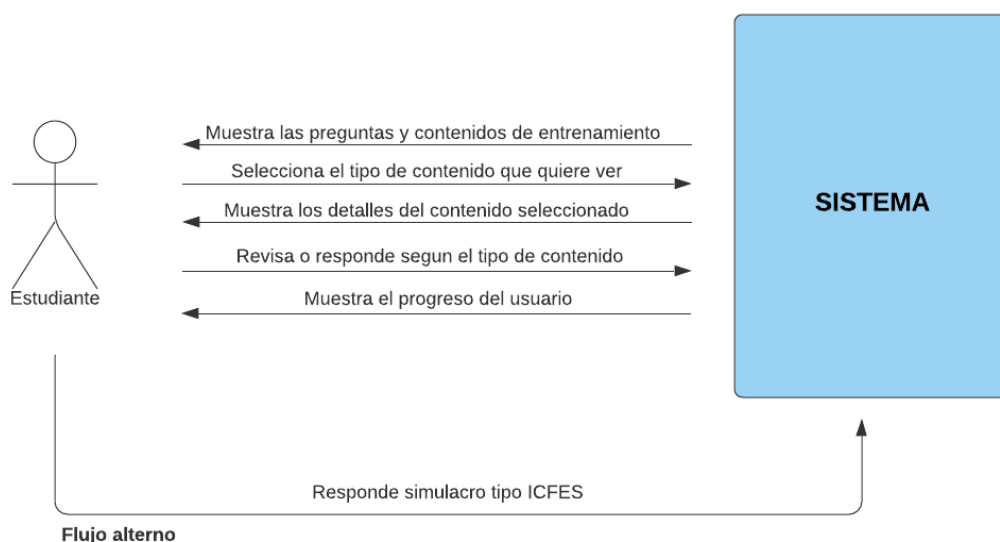 Muestra las preguntas y contenidos de entrenamiento
Selecciona el tipo de contenido que quiere ver
Muestra los detalles del contenido seleccionado
SISTEMA
Revisa o responde segun el tipo de contenido
Muestra el progreso del usuario
Estudiante
Responde simulacro tipo ICFES
Flujo alterno